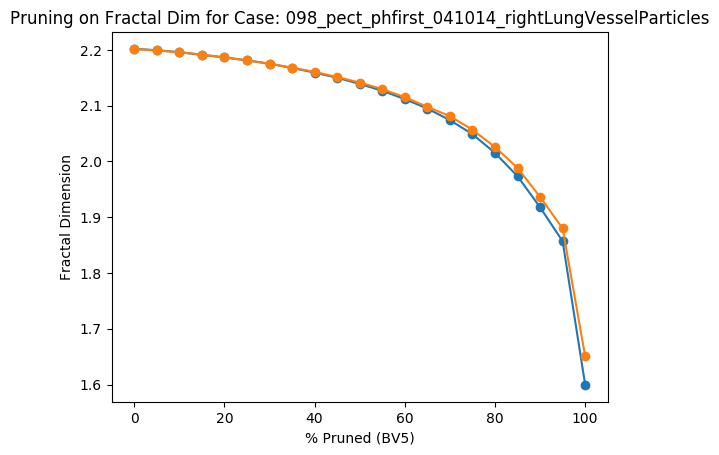 Pruning on Fractal Dim for Case: 098_pect_phfirst_041014_rightLungVesselParticles
2.2
2.1
2.0
1.9
1.8
1.7
1.6
Fractal Dimension
0 20 40 60 80 100
% Pruned (BV5)